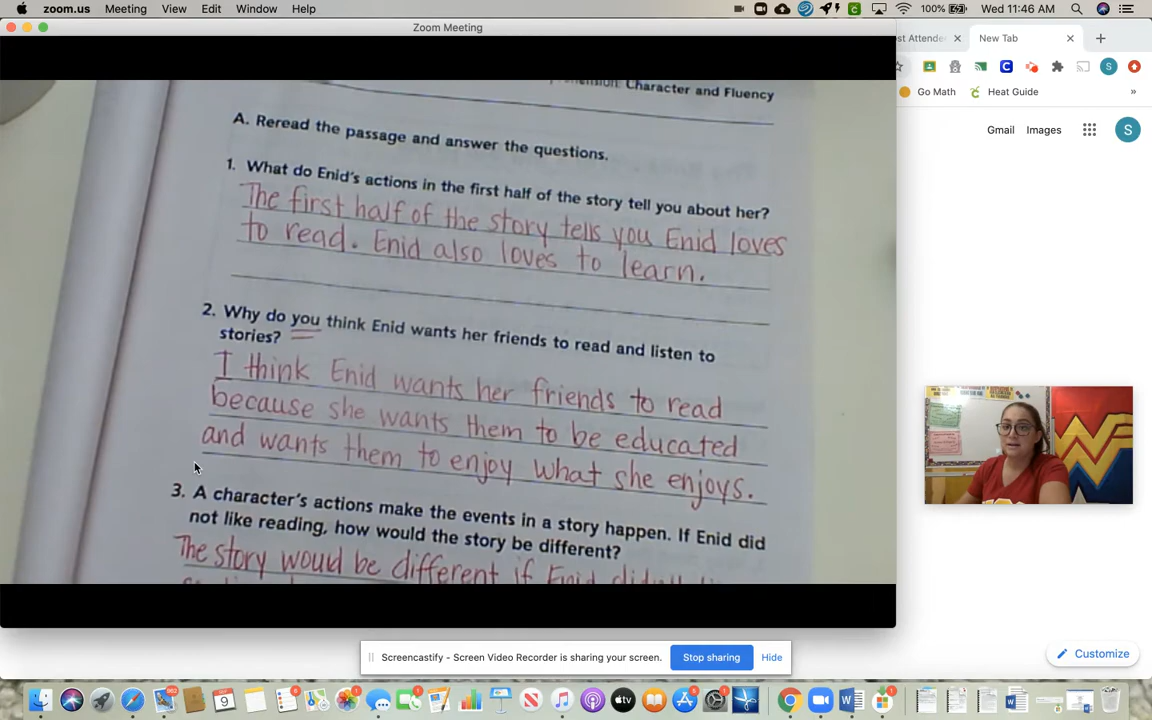 zoom.us Meeting View Edit Window Help 100% Wed 11:46 AM
Zoom Meeting
st Attende New Tab
Go Math Heat Guide »
Gmail Images S
Character and Fluency
A. Reread the passage and answer the questions.
1. What do Enid's actions in the first half of the story tell you about her?
The first half of the story tells you Enid loves
to read. Enid also loves to learn.
2. Why do you think Enid wants her friends to read and listen to
stories?
I think Enid wants her friends to read
because she wants them to be educated
and wants them to enjoy what she enjoys.
3. A character's actions make the events in a story happen. If Enid did
not like reading, how would the story be different?
The story would be different if Enid
Screencastify - Screen Video Recorder is sharing your screen. Stop sharing Hide
Customize